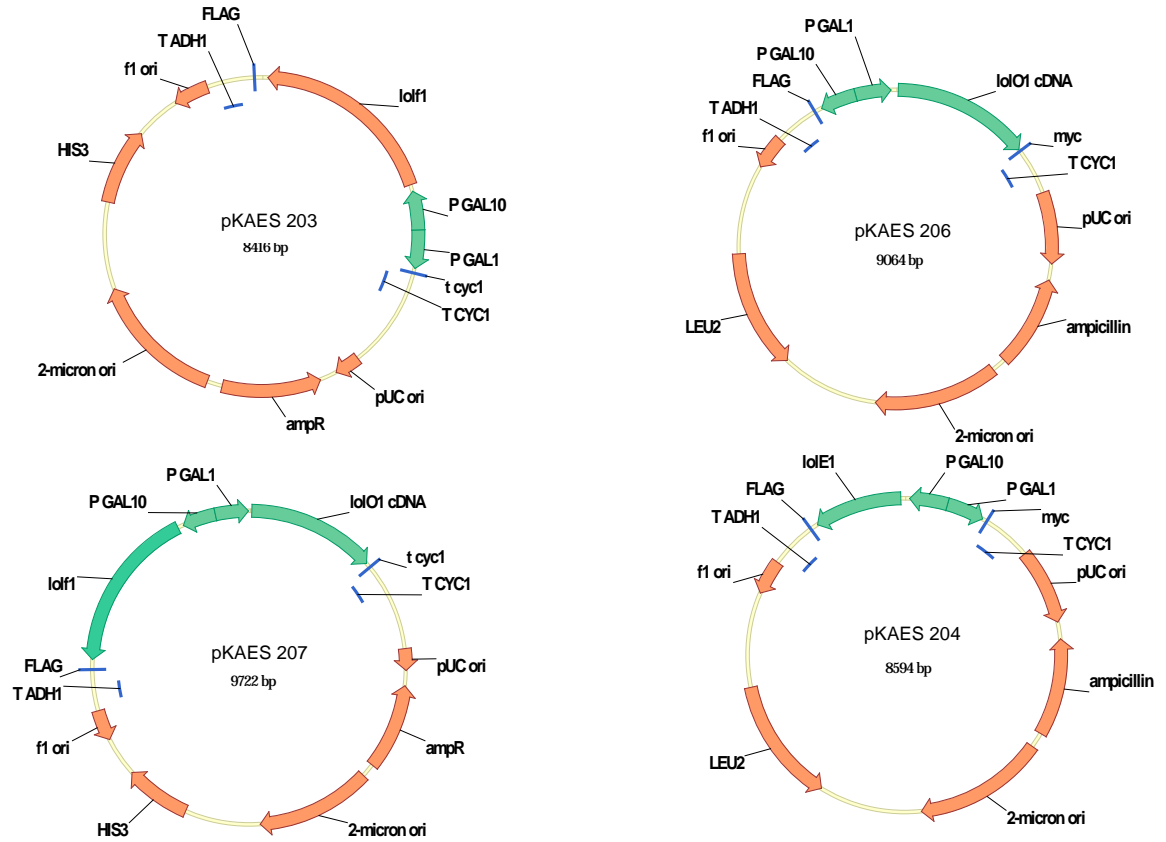 FLAG
T ADH1
f1 ori
lolf1
HIS3
P GAL10
pKAES 203
8416 bp
P GAL1
t cyc1
T CYC1
2-micron ori
pUC ori
ampR
P GAL1
P GAL10
FLAG
lolO1 cDNA
T ADH1
f1 ori
myc
T CYC1
pUC ori
pKAES 206
9064 bp
LEU2
ampicillin
2-micron ori
P GAL1
P GAL10
lolO1 cDNA
t cyc1
lolf1
T CYC1
pKAES 207
9722 bp
FLAG
pUC ori
T ADH1
f1 ori
ampR
HIS3
2-micron ori
lolE1
P GAL10
FLAG
P GAL1
T ADH1
myc
T CYC1
f1 ori
pUC ori
pKAES 204
8594 bp
ampicillin
LEU2
2-micron ori